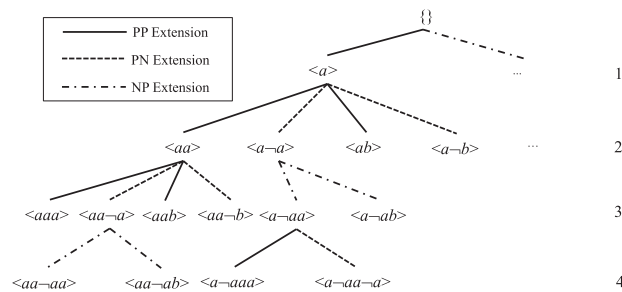 {}
PP Extension
PN Extension
NP Extension
<a> ... 1
<aa> <a¬a> <ab> <a¬b> ... 2
<aaa> <aa¬a> <aab> <aa¬b> <a¬aa> <a¬ab> 3
<aa¬aa> <aa¬ab> <a¬aaa> <a¬aa¬a> 4